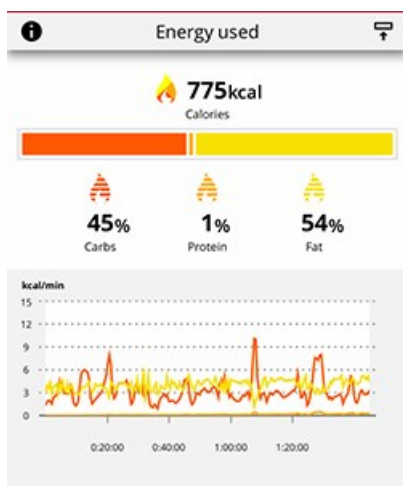 Energy used
775kcal
Calories
45% 1% 54%
Carbs Protein Fat
kcal/min
15
12
9
6
3
0
0:20:00 0:40:00 1:00:00 1:20:00